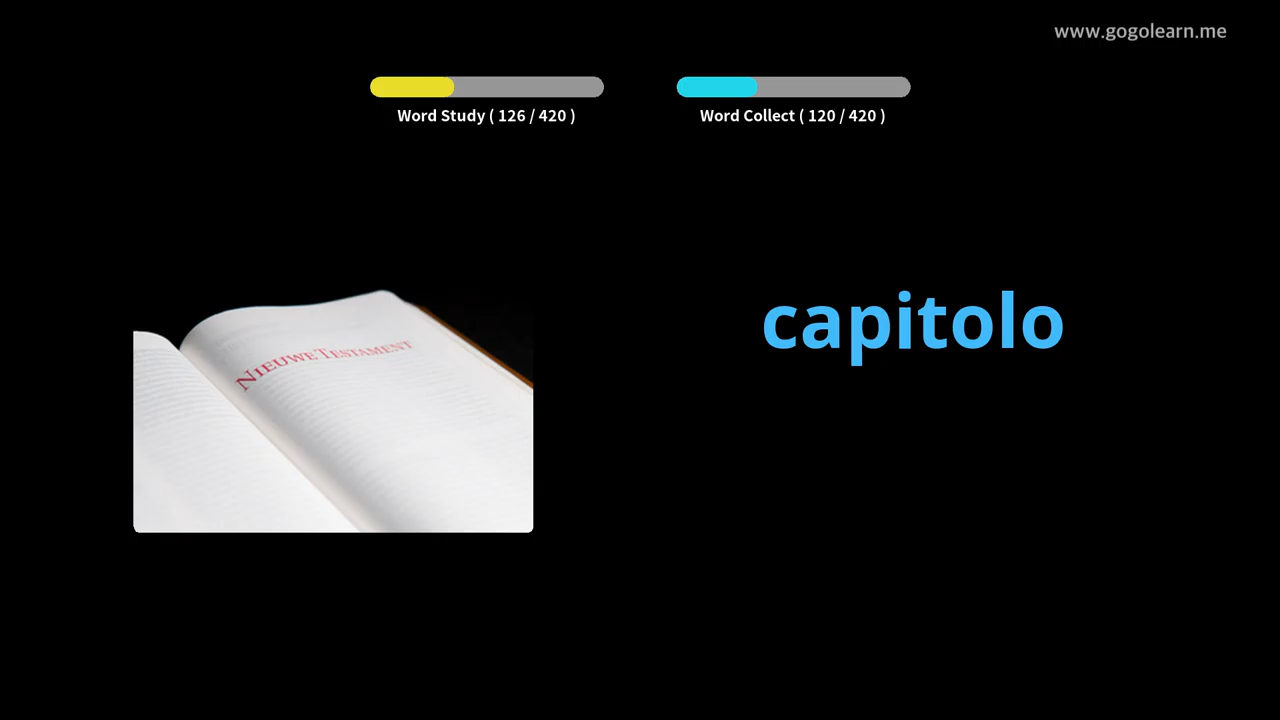 www.gogolearn.me
Word Study ( 126 / 420 )
Word Collect ( 120 / 420 )
NIEUWE TESTAMENT
capitolo